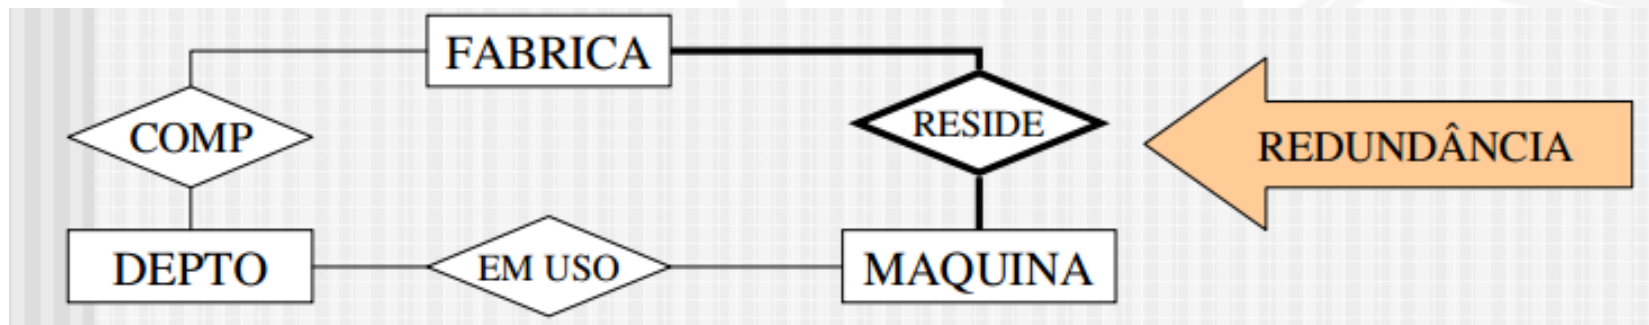 FABRICA
COMP
RESIDE
REDUNDÂNCIA
DEPTO
EM USO
MAQUINA